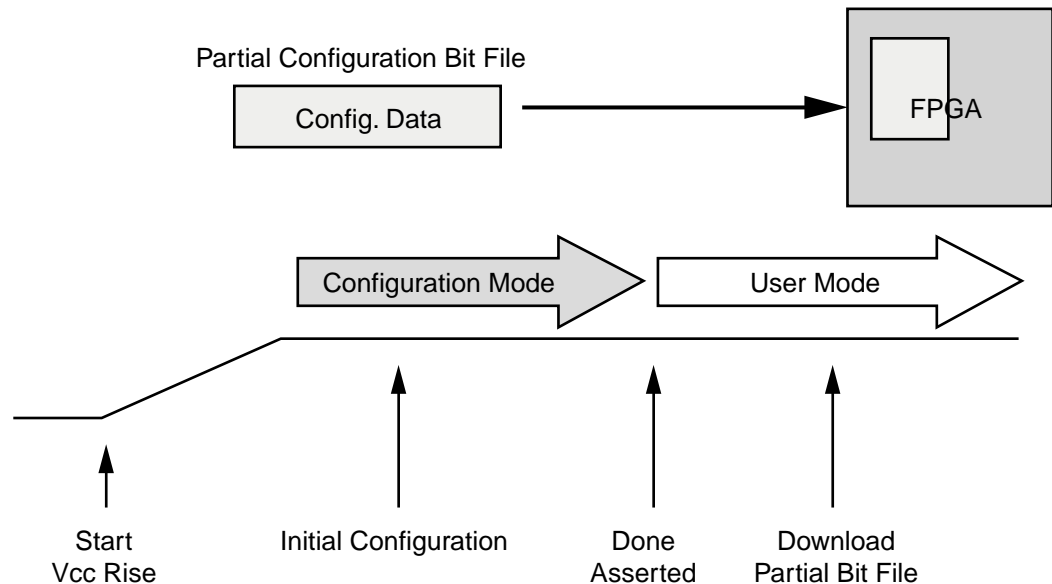 Partial Configuration Bit File
Config. Data
FPGA
Configuration Mode
User Mode
Start
Vcc Rise
Initial Configuration
Done
Asserted
Download
Partial Bit File